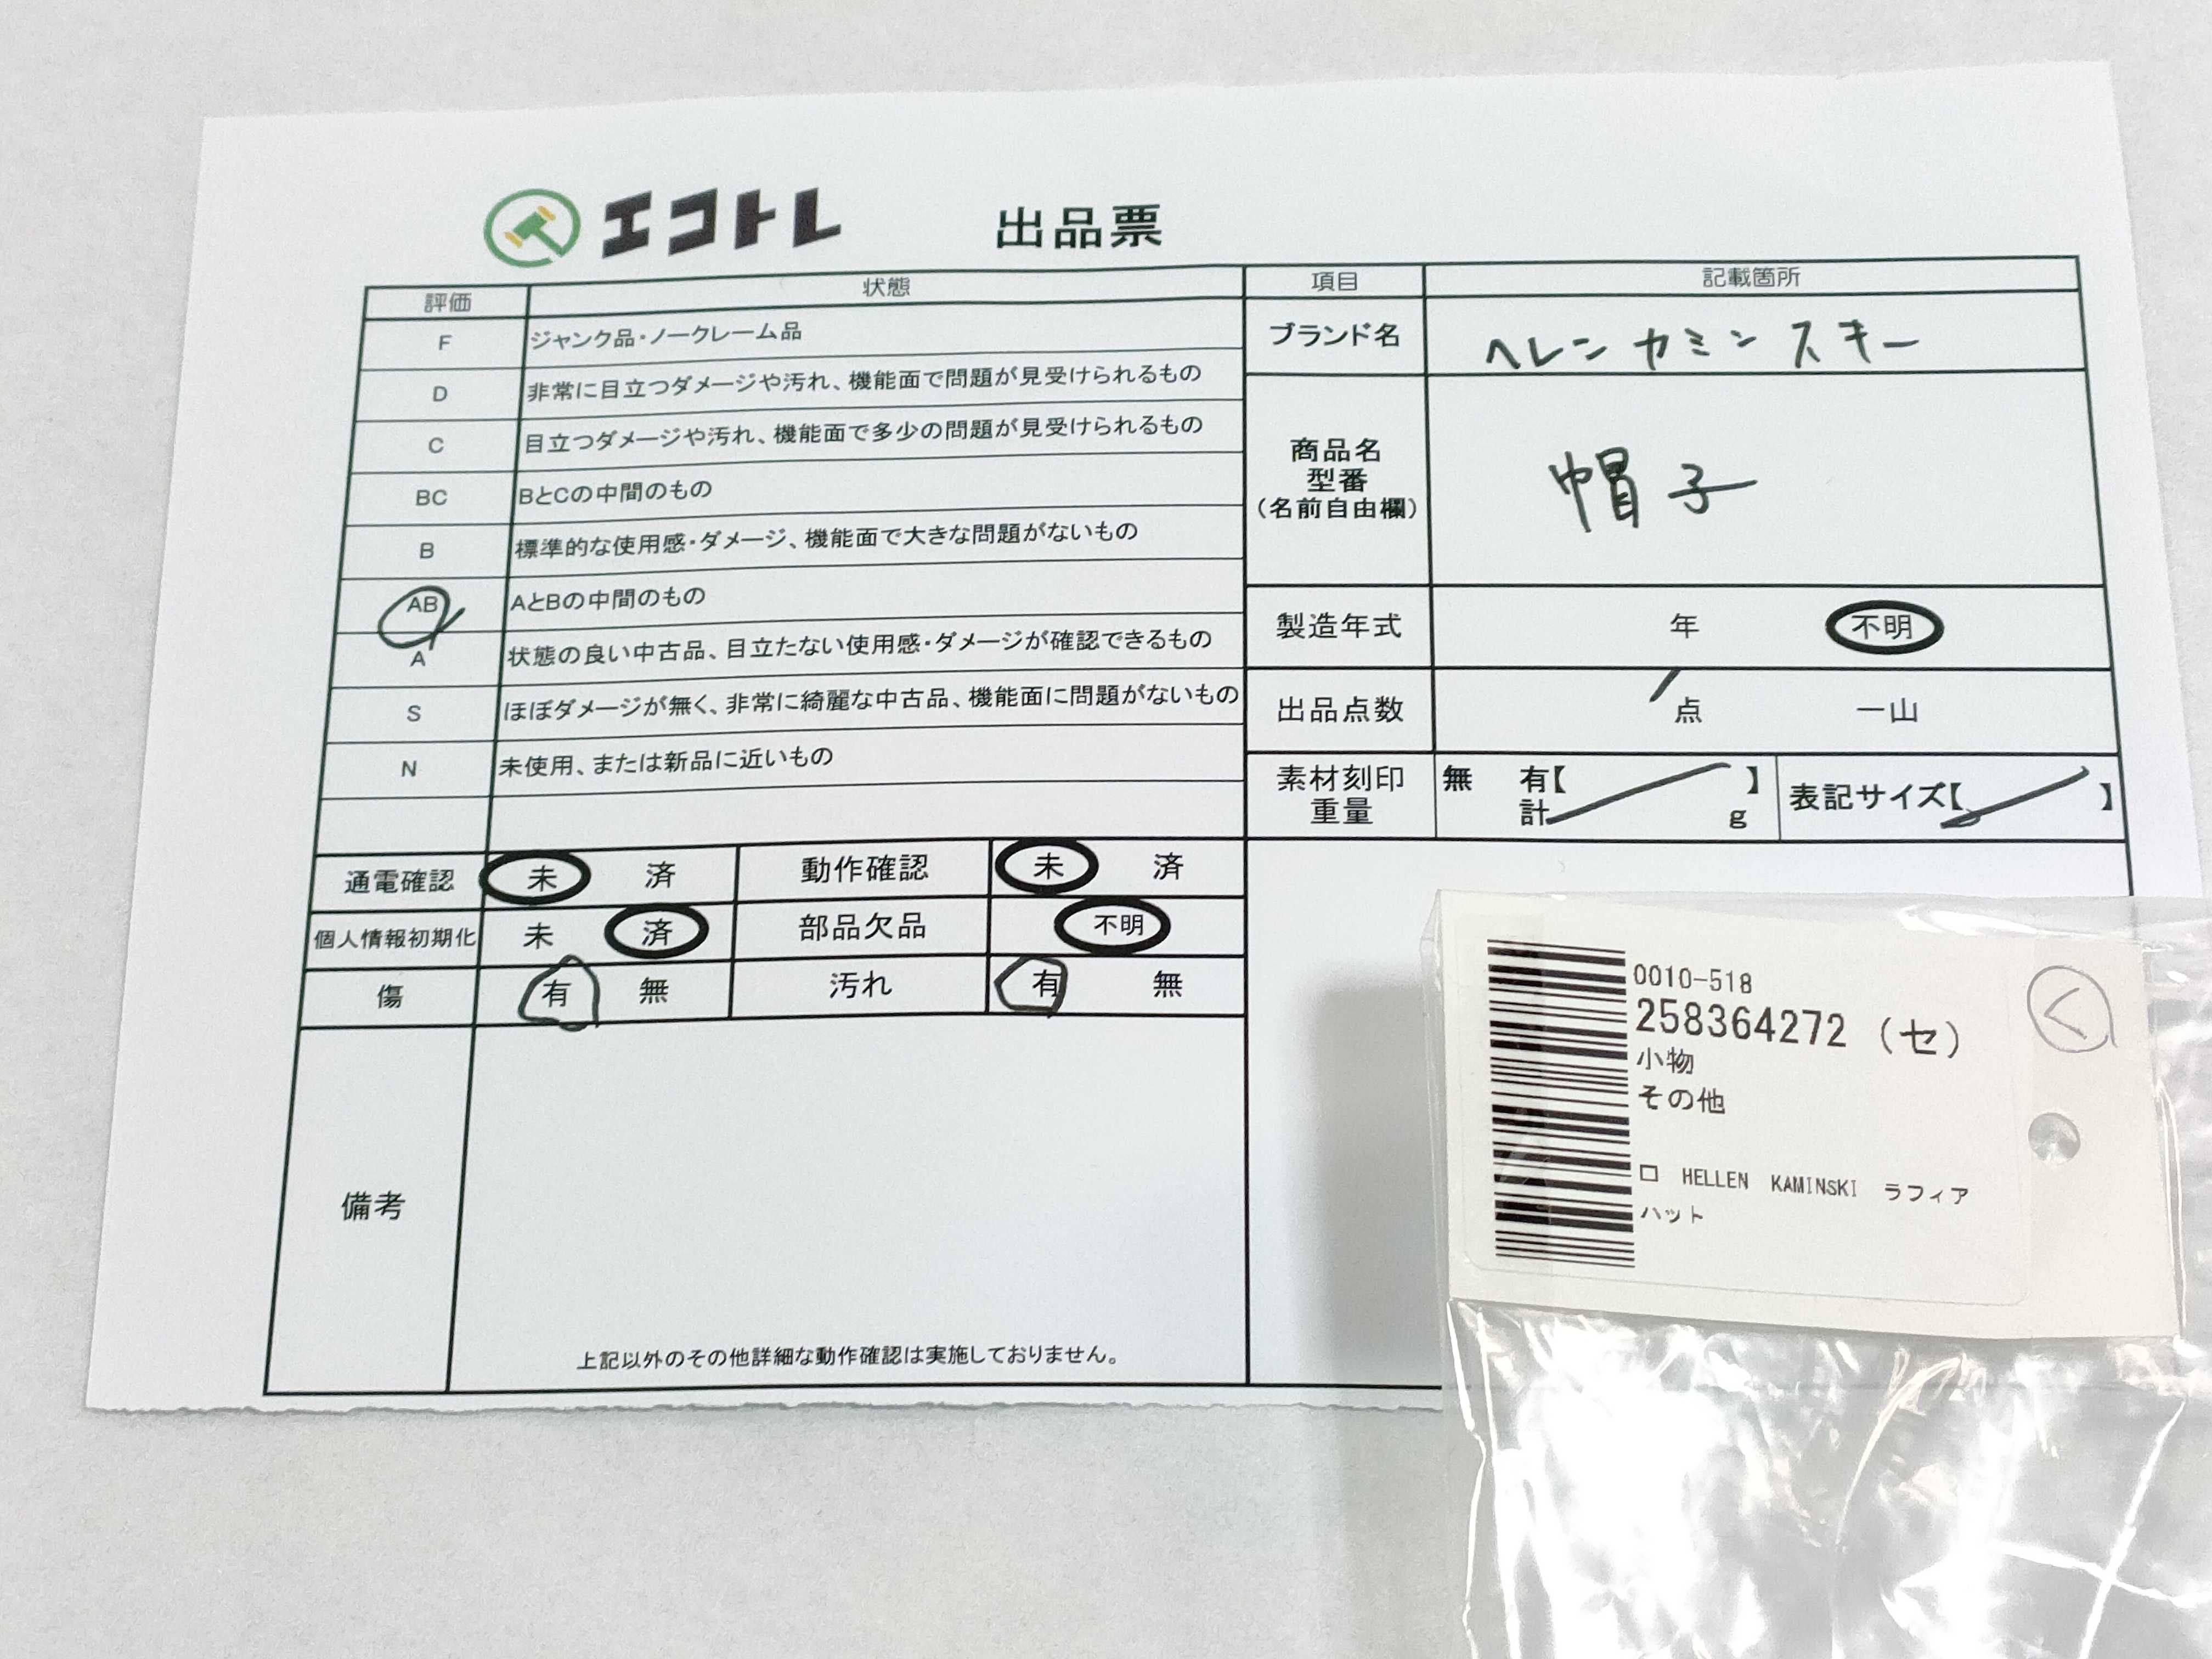 エコトレ 出品票
評価 状態 項目 記載箇所
F ジャンク品・ノークレーム品
D 非常に目立つダメージや汚れ、機能面で問題が見受けられるもの
C 目立つダメージや汚れ、機能面で多少の問題が見受けられるもの
BC BとCの中間のもの
B 標準的な使用感・ダメージ、機能面で大きな問題がないもの
AB AとBの中間のもの
A 状態の良い中古品、目立たない使用感・ダメージが確認できるもの
S ほぼダメージが無く、非常に綺麗な中古品、機能面に問題がないもの
N 未使用、または新品に近いもの
ブランド名 ヘレンカミンスキー
商品名
型番
(名前自由欄)
帽子
製造年式 年 不明
出品点数 1点 一山
素材刻印
重量
無 有【 】
計 g
表記サイズ【 】
通電確認 未 済 動作確認 未 済
個人情報初期化 未 済 部品欠品 不明
傷 有 無 汚れ 有 無
備考
上記以外のその他詳細な動作確認は実施しておりません。
0010-518
258364272 (セ)
小物
その他
ロ HELLEN KAMINSKI ラフィア
ハット
く